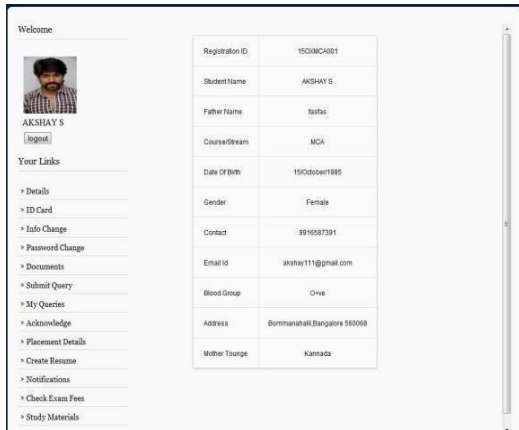 Welcome
AKSHAY S
logout
Your Links
» Details
» ID Card
» Info Change
» Password Change
» Documents
» Submit Query
» My Queries
» Acknowledge
» Placement Details
» Create Resume
» Notifications
» Check Exam Fees
» Study Materials
Registration ID 15OXMCA001
Student Name AKSHAY S
Father Name fasfas
Course/Stream MCA
Date Of Birth 15/October/1985
Gender Female
Contact 9916587391
Email Id akshay111@gmail.com
Blood Group O+ve
Address Bommanahalli,Bangalore 560068
Mother Tounge Kannada